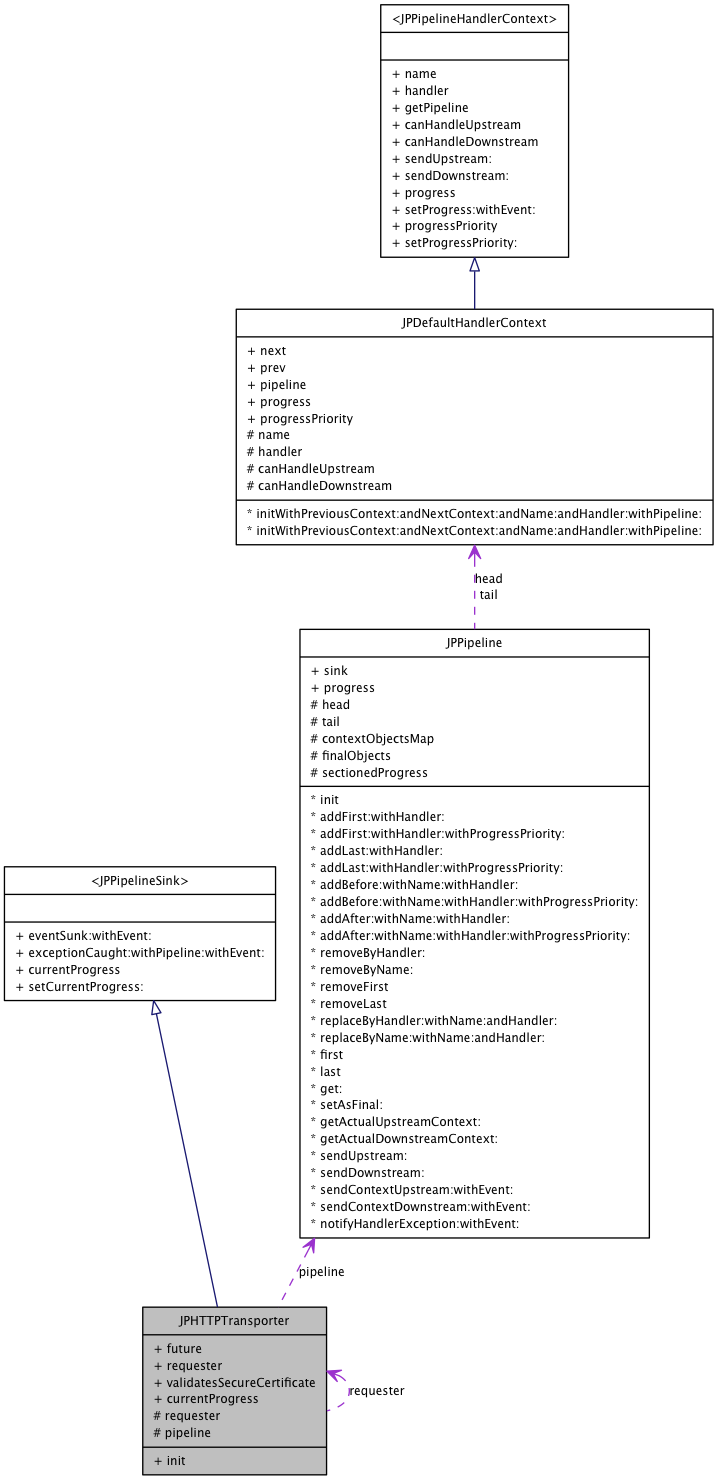 <JPPipelineHandlerContext>
+ name
+ handler
+ getPipeline
+ canHandleUpstream
+ canHandleDownstream
+ sendUpstream:
+ sendDownstream:
+ progress
+ setProgress:withEvent:
+ progressPriority
+ setProgressPriority:
JPDefaultHandlerContext
+ next
+ prev
+ pipeline
+ progress
+ progressPriority
# name
# handler
# canHandleUpstream
# canHandleDownstream
* initWithPreviousContext:andNextContext:andName:andHandler:withPipeline:
* initWithPreviousContext:andNextContext:andName:andHandler:withPipeline:
head
tail
JPPipeline
+ sink
+ progress
# head
# tail
# contextObjectsMap
# finalObjects
# sectionedProgress
* init
* addFirst:withHandler:
* addFirst:withHandler:withProgressPriority:
* addLast:withHandler:
* addLast:withHandler:withProgressPriority:
* addBefore:withName:withHandler:
* addBefore:withName:withHandler:withProgressPriority:
* addAfter:withName:withHandler:
* addAfter:withName:withHandler:withProgressPriority:
* removeByHandler:
* removeByName:
* removeFirst
* removeLast
* replaceByHandler:withName:andHandler:
* replaceByName:withName:andHandler:
* first
* last
* get:
* setAsFinal:
* getActualUpstreamContext:
* getActualDownstreamContext:
* sendUpstream:
* sendDownstream:
* sendContextUpstream:withEvent:
* sendContextDownstream:withEvent:
* notifyHandlerException:withEvent:
<JPPipelineSink>
+ eventSunk:withEvent:
+ exceptionCaught:withPipeline:withEvent:
+ currentProgress
+ setCurrentProgress:
pipeline
JPHTTPTransporter
+ future
+ requester
+ validatesSecureCertificate
+ currentProgress
# requester
# pipeline
+ init
requester